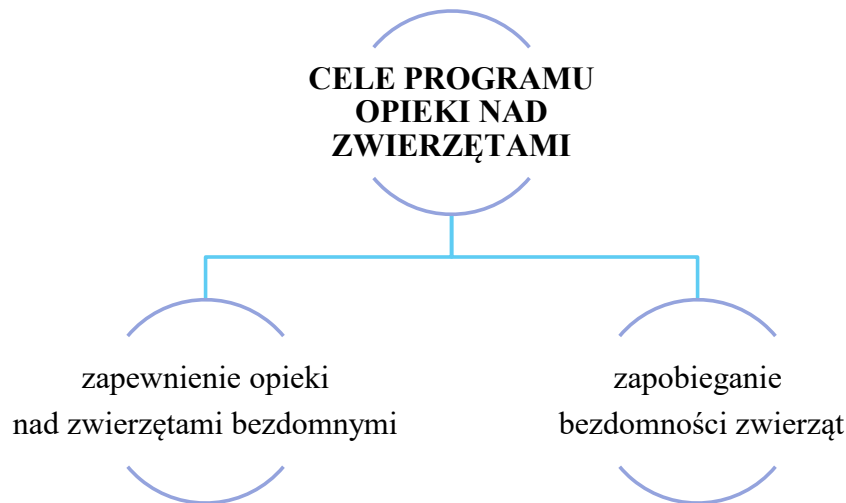 CELE PROGRAMU
OPIEKI NAD
ZWIERZĘTAMI
zapewnienie opieki
nad zwierzętami bezdomnymi
zapobieganie
bezdomności zwierząt